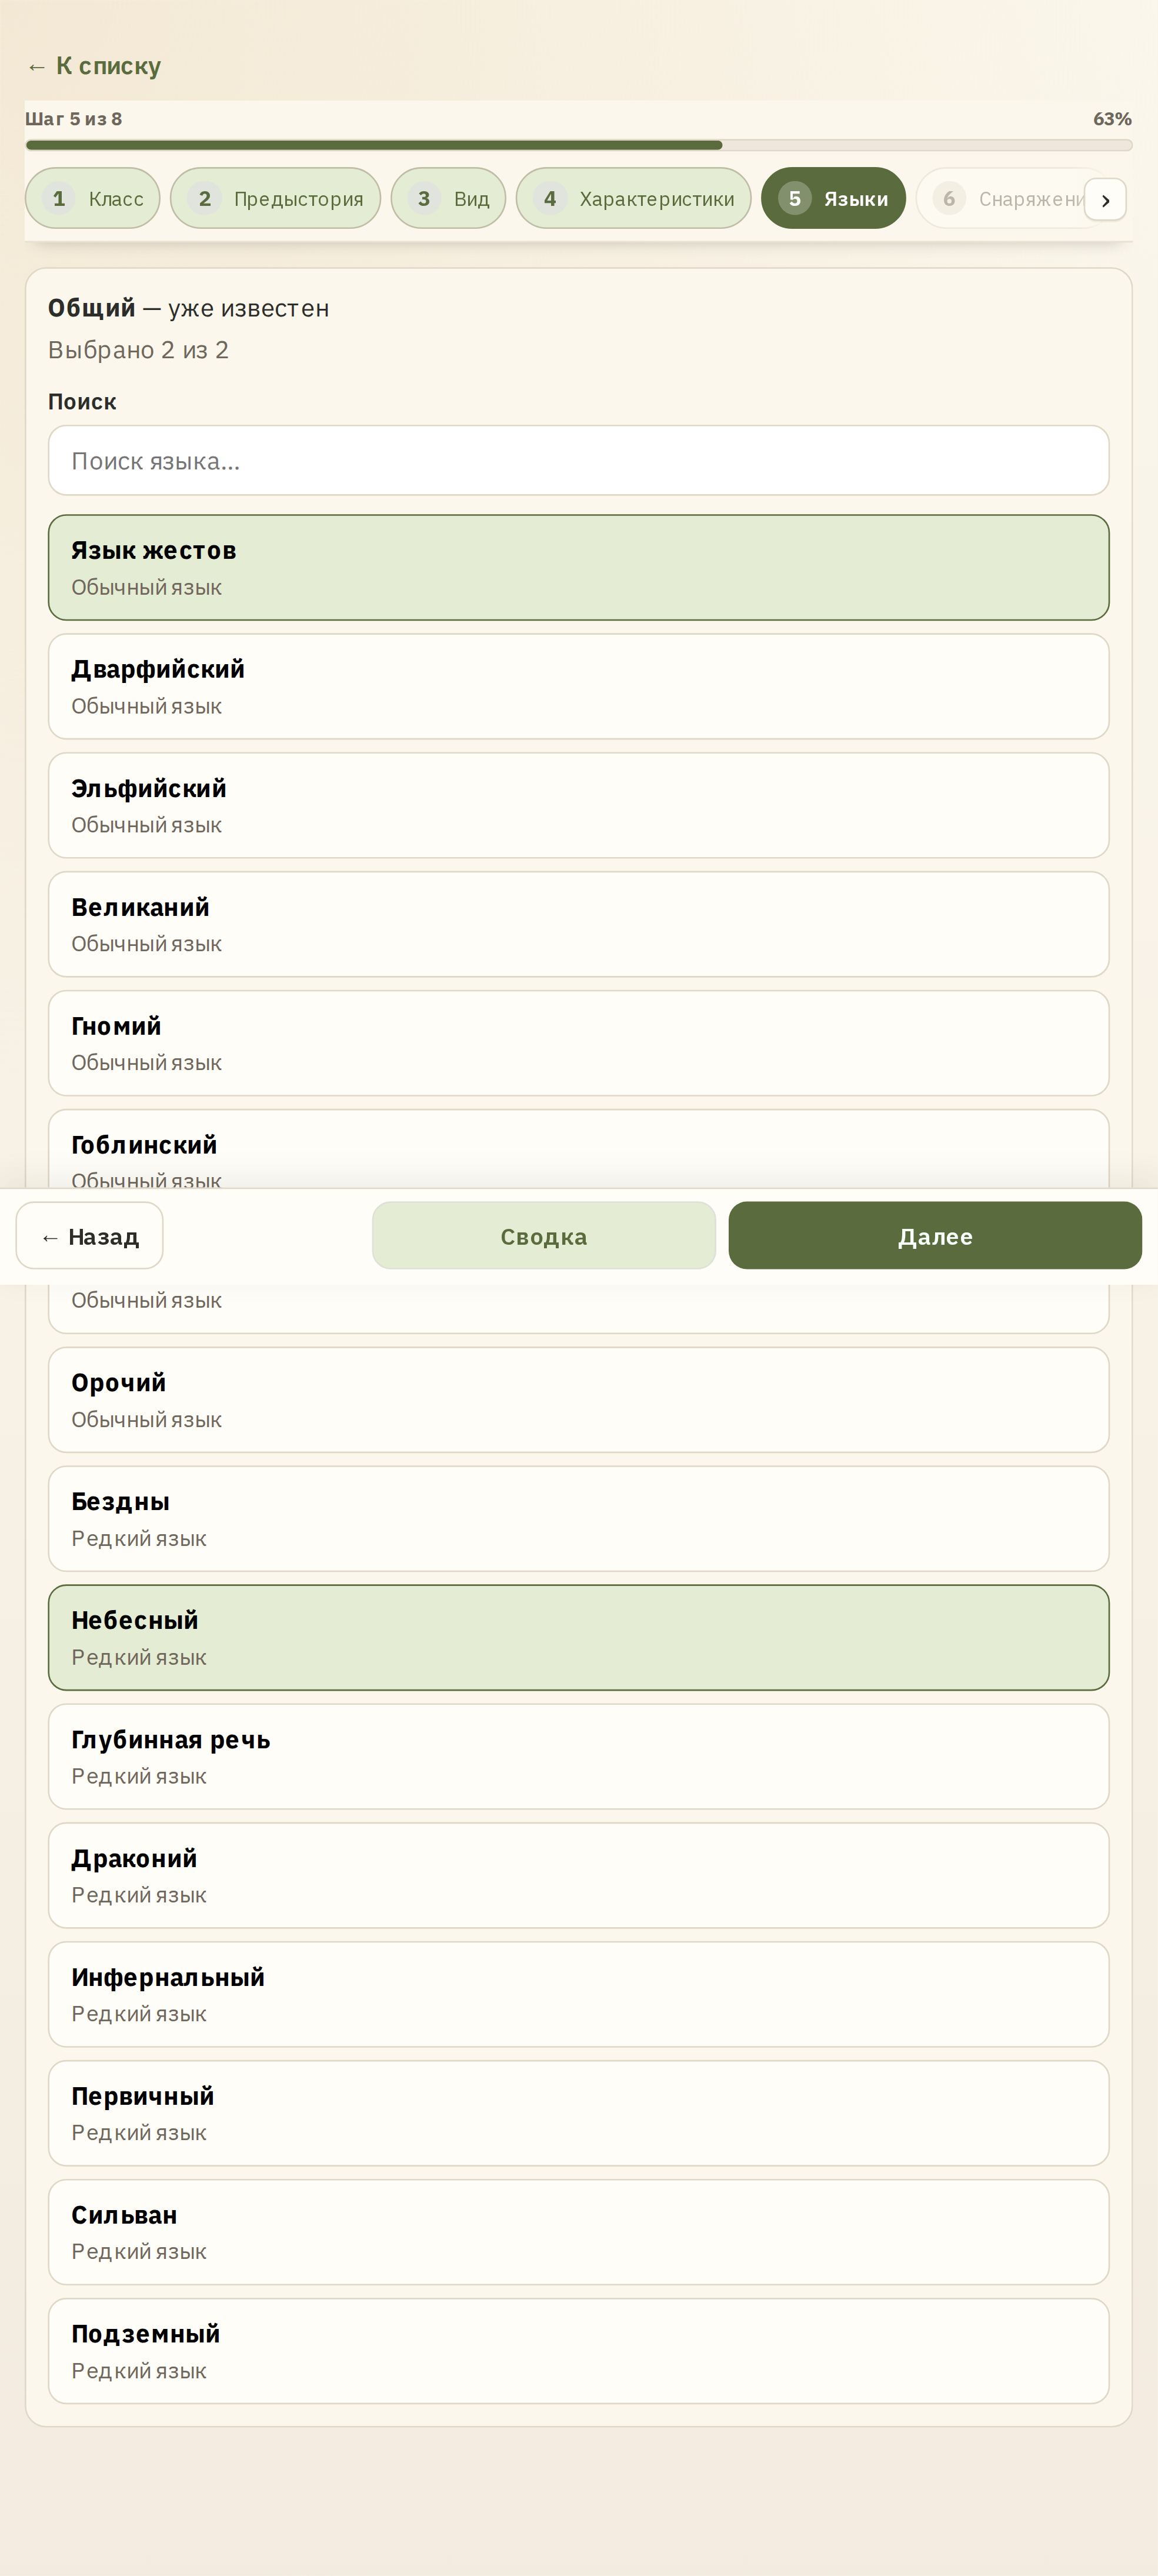 ← К списку
Шаг 5 из 8
63%
1 Класс
2 Предыстория
3 Вид
4 Характеристики
5 Языки
6 Снаряжени
›
Общий — уже известен
Выбрано 2 из 2
Поиск
Поиск языка...
Язык жестов
Обычный язык
Дварфийский
Обычный язык
Эльфийский
Обычный язык
Великаний
Обычный язык
Гномий
Обычный язык
Гоблинский
Обычный язык
← Назад
Сводка
Далее
Обычный язык
Орочий
Обычный язык
Бездны
Редкий язык
Небесный
Редкий язык
Глубинная речь
Редкий язык
Драконий
Редкий язык
Инфернальный
Редкий язык
Первичный
Редкий язык
Сильван
Редкий язык
Подземный
Редкий язык